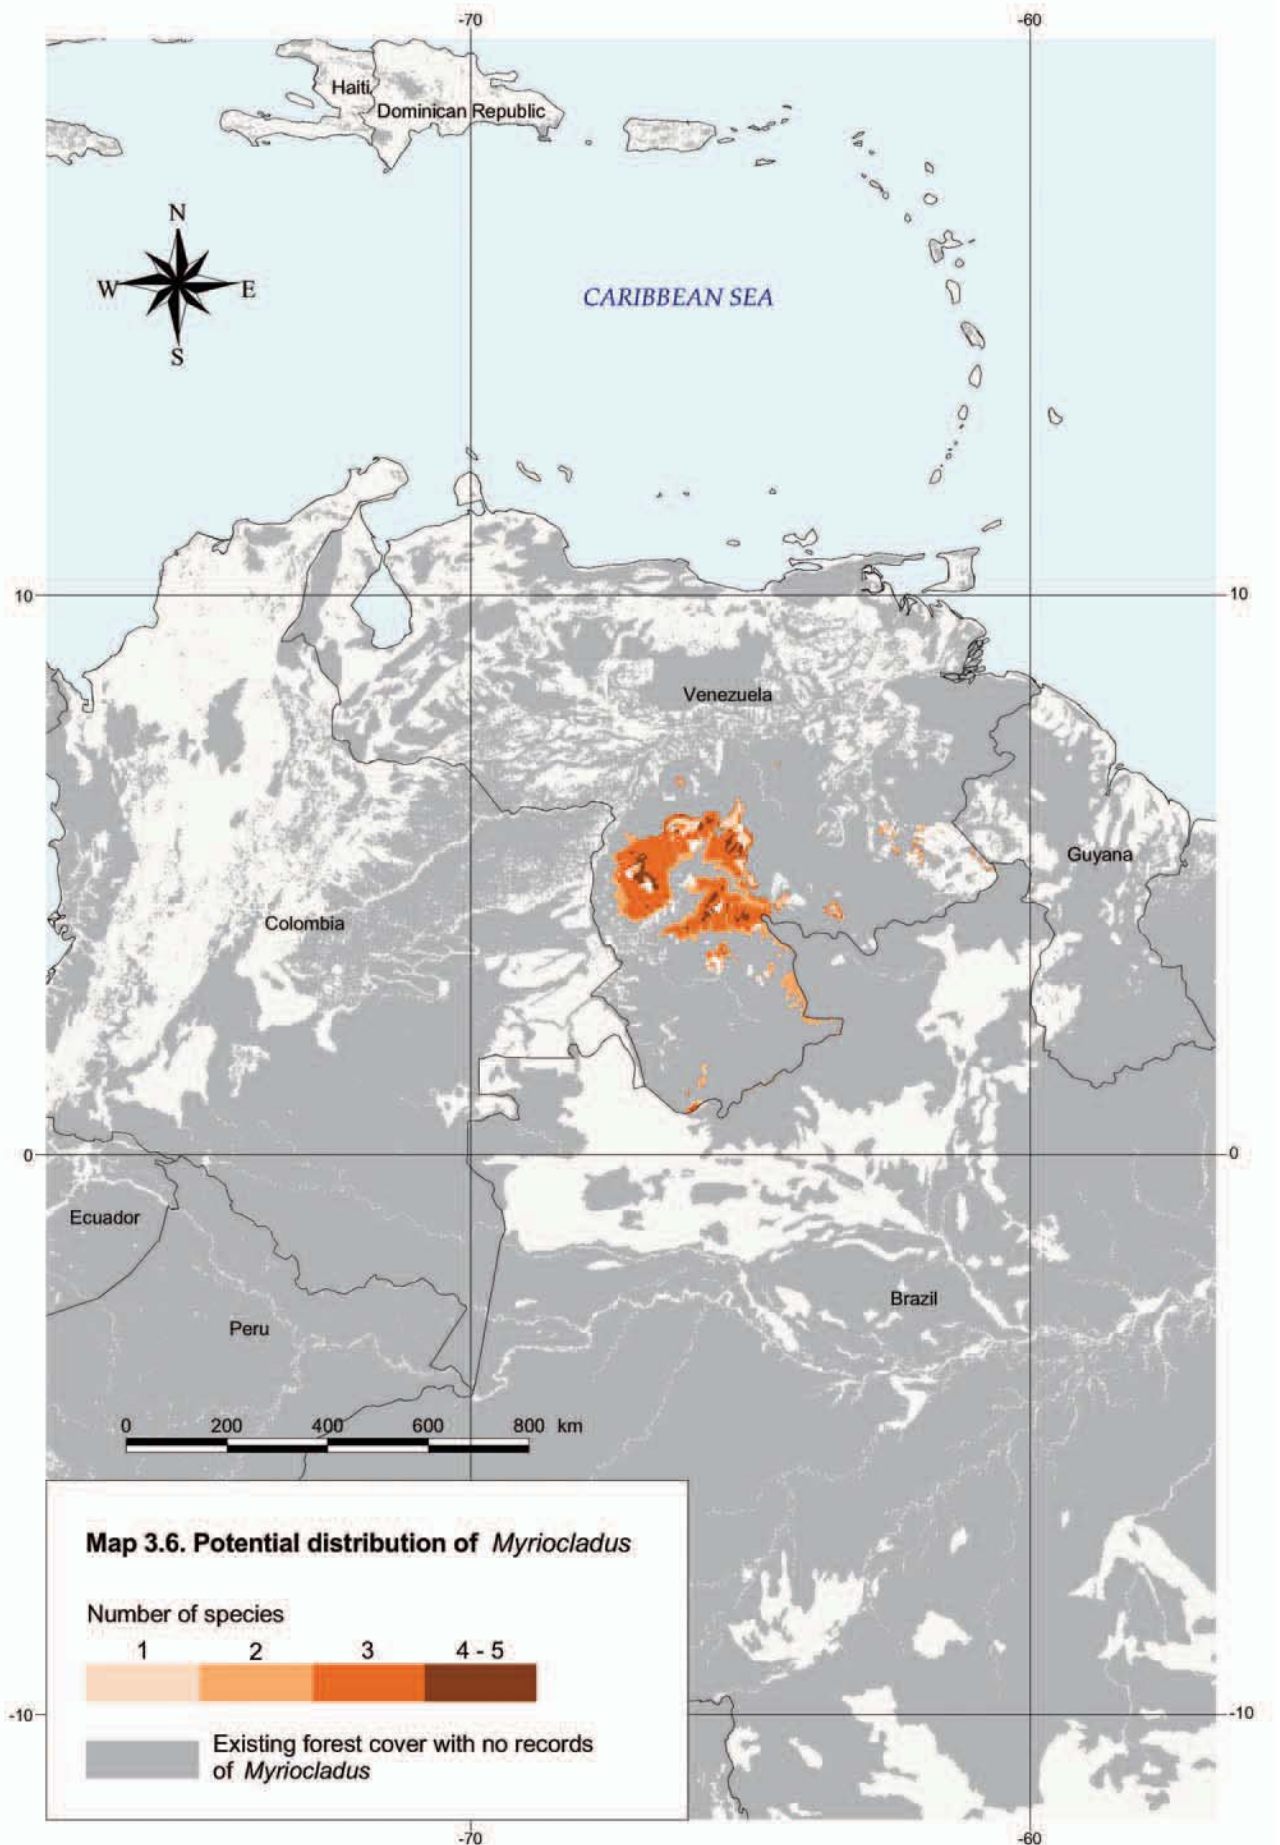 -70 -60
Haiti
Dominican Republic
N
W E
S
CARIBBEAN SEA
10 10
Venezuela
Guyana
Colombia
0 0
Ecuador
Brazil
Peru
0 200 400 600 800 km
Map 3.6. Potential distribution of Myriocladus
Number of species
1 2 3 4 - 5
-10 -10
Existing forest cover with no records
of Myriocladus
-70 -60